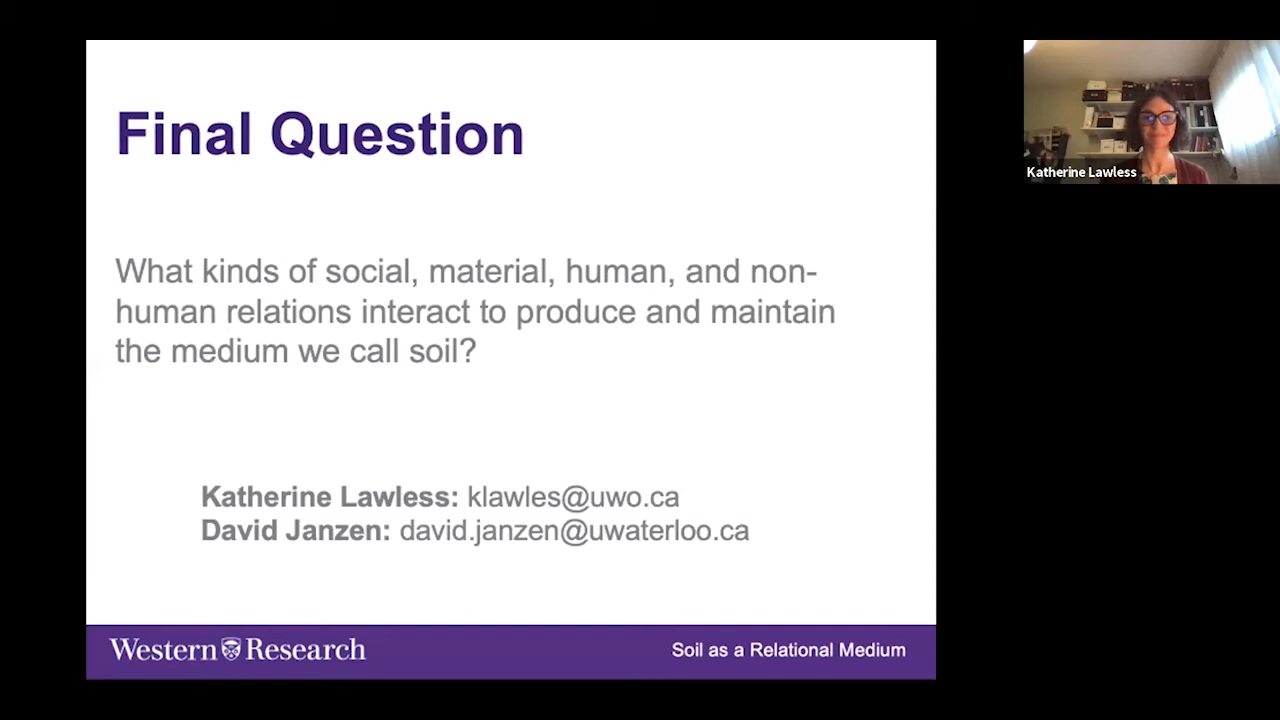 Final Question
What kinds of social, material, human, and non-
human relations interact to produce and maintain
the medium we call soil?
Katherine Lawless: klawles@uwo.ca
David Janzen: david.janzen@uwaterloo.ca
Western Research
Soil as a Relational Medium
Katherine Lawless